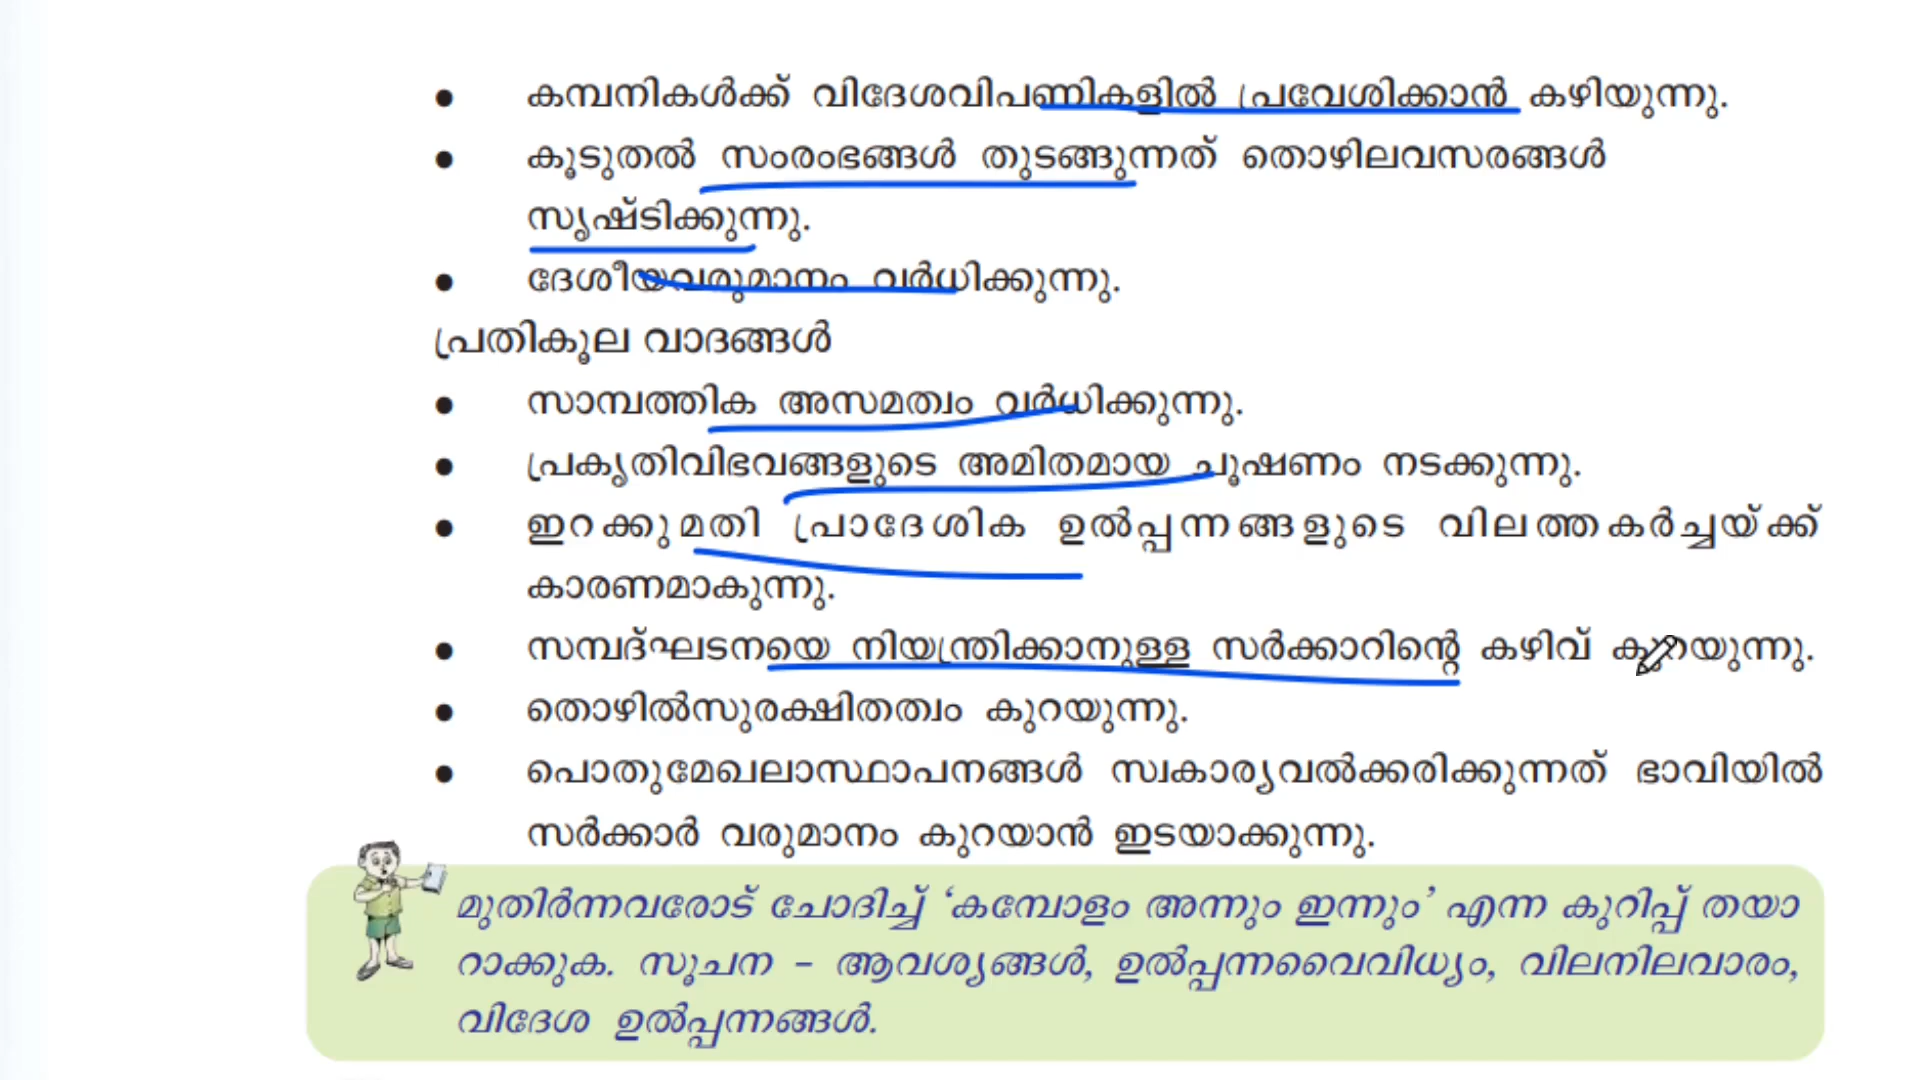 കമ്പനികൾക്ക് വിദേശവിപണികളിൽ പ്രവേശിക്കാൻ കഴിയുന്നു.
കൂടുതൽ സംരംഭങ്ങൾ തുടങ്ങുന്നത് തൊഴിലവസരങ്ങൾ
സൃഷ്ടിക്കുന്നു.
ദേശീയവരുമാനം വർധിക്കുന്നു.
പ്രതികൂല വാദങ്ങൾ
സാമ്പത്തിക അസമത്വം വർധിക്കുന്നു.
പ്രകൃതിവിഭവങ്ങളുടെ അമിതമായ ചൂഷണം നടക്കുന്നു.
ഇറക്കുമതി പ്രാദേശിക ഉൽപ്പന്നങ്ങളുടെ വിലത്തകർച്ചയ്ക്ക്
കാരണമാകുന്നു.
സമ്പദ്ഘടനയെ നിയന്ത്രിക്കാനുള്ള സർക്കാറിന്റെ കഴിവ് കുറയുന്നു.
തൊഴിൽസുരക്ഷിതത്വം കുറയുന്നു.
പൊതുമേഖലാസ്ഥാപനങ്ങൾ സ്വകാര്യവൽക്കരിക്കുന്നത് ഭാവിയിൽ
സർക്കാർ വരുമാനം കുറയാൻ ഇടയാക്കുന്നു.
മുതിർന്നവരോട് ചോദിച്ച് ‘കമ്പോളം അന്നും ഇന്നും’ എന്ന കുറിപ്പ് തയാ
റാക്കുക. സൂചന – ആവശ്യങ്ങൾ, ഉൽപ്പന്നവൈവിധ്യം, വിലനിലവാരം,
വിദേശ ഉൽപ്പന്നങ്ങൾ.